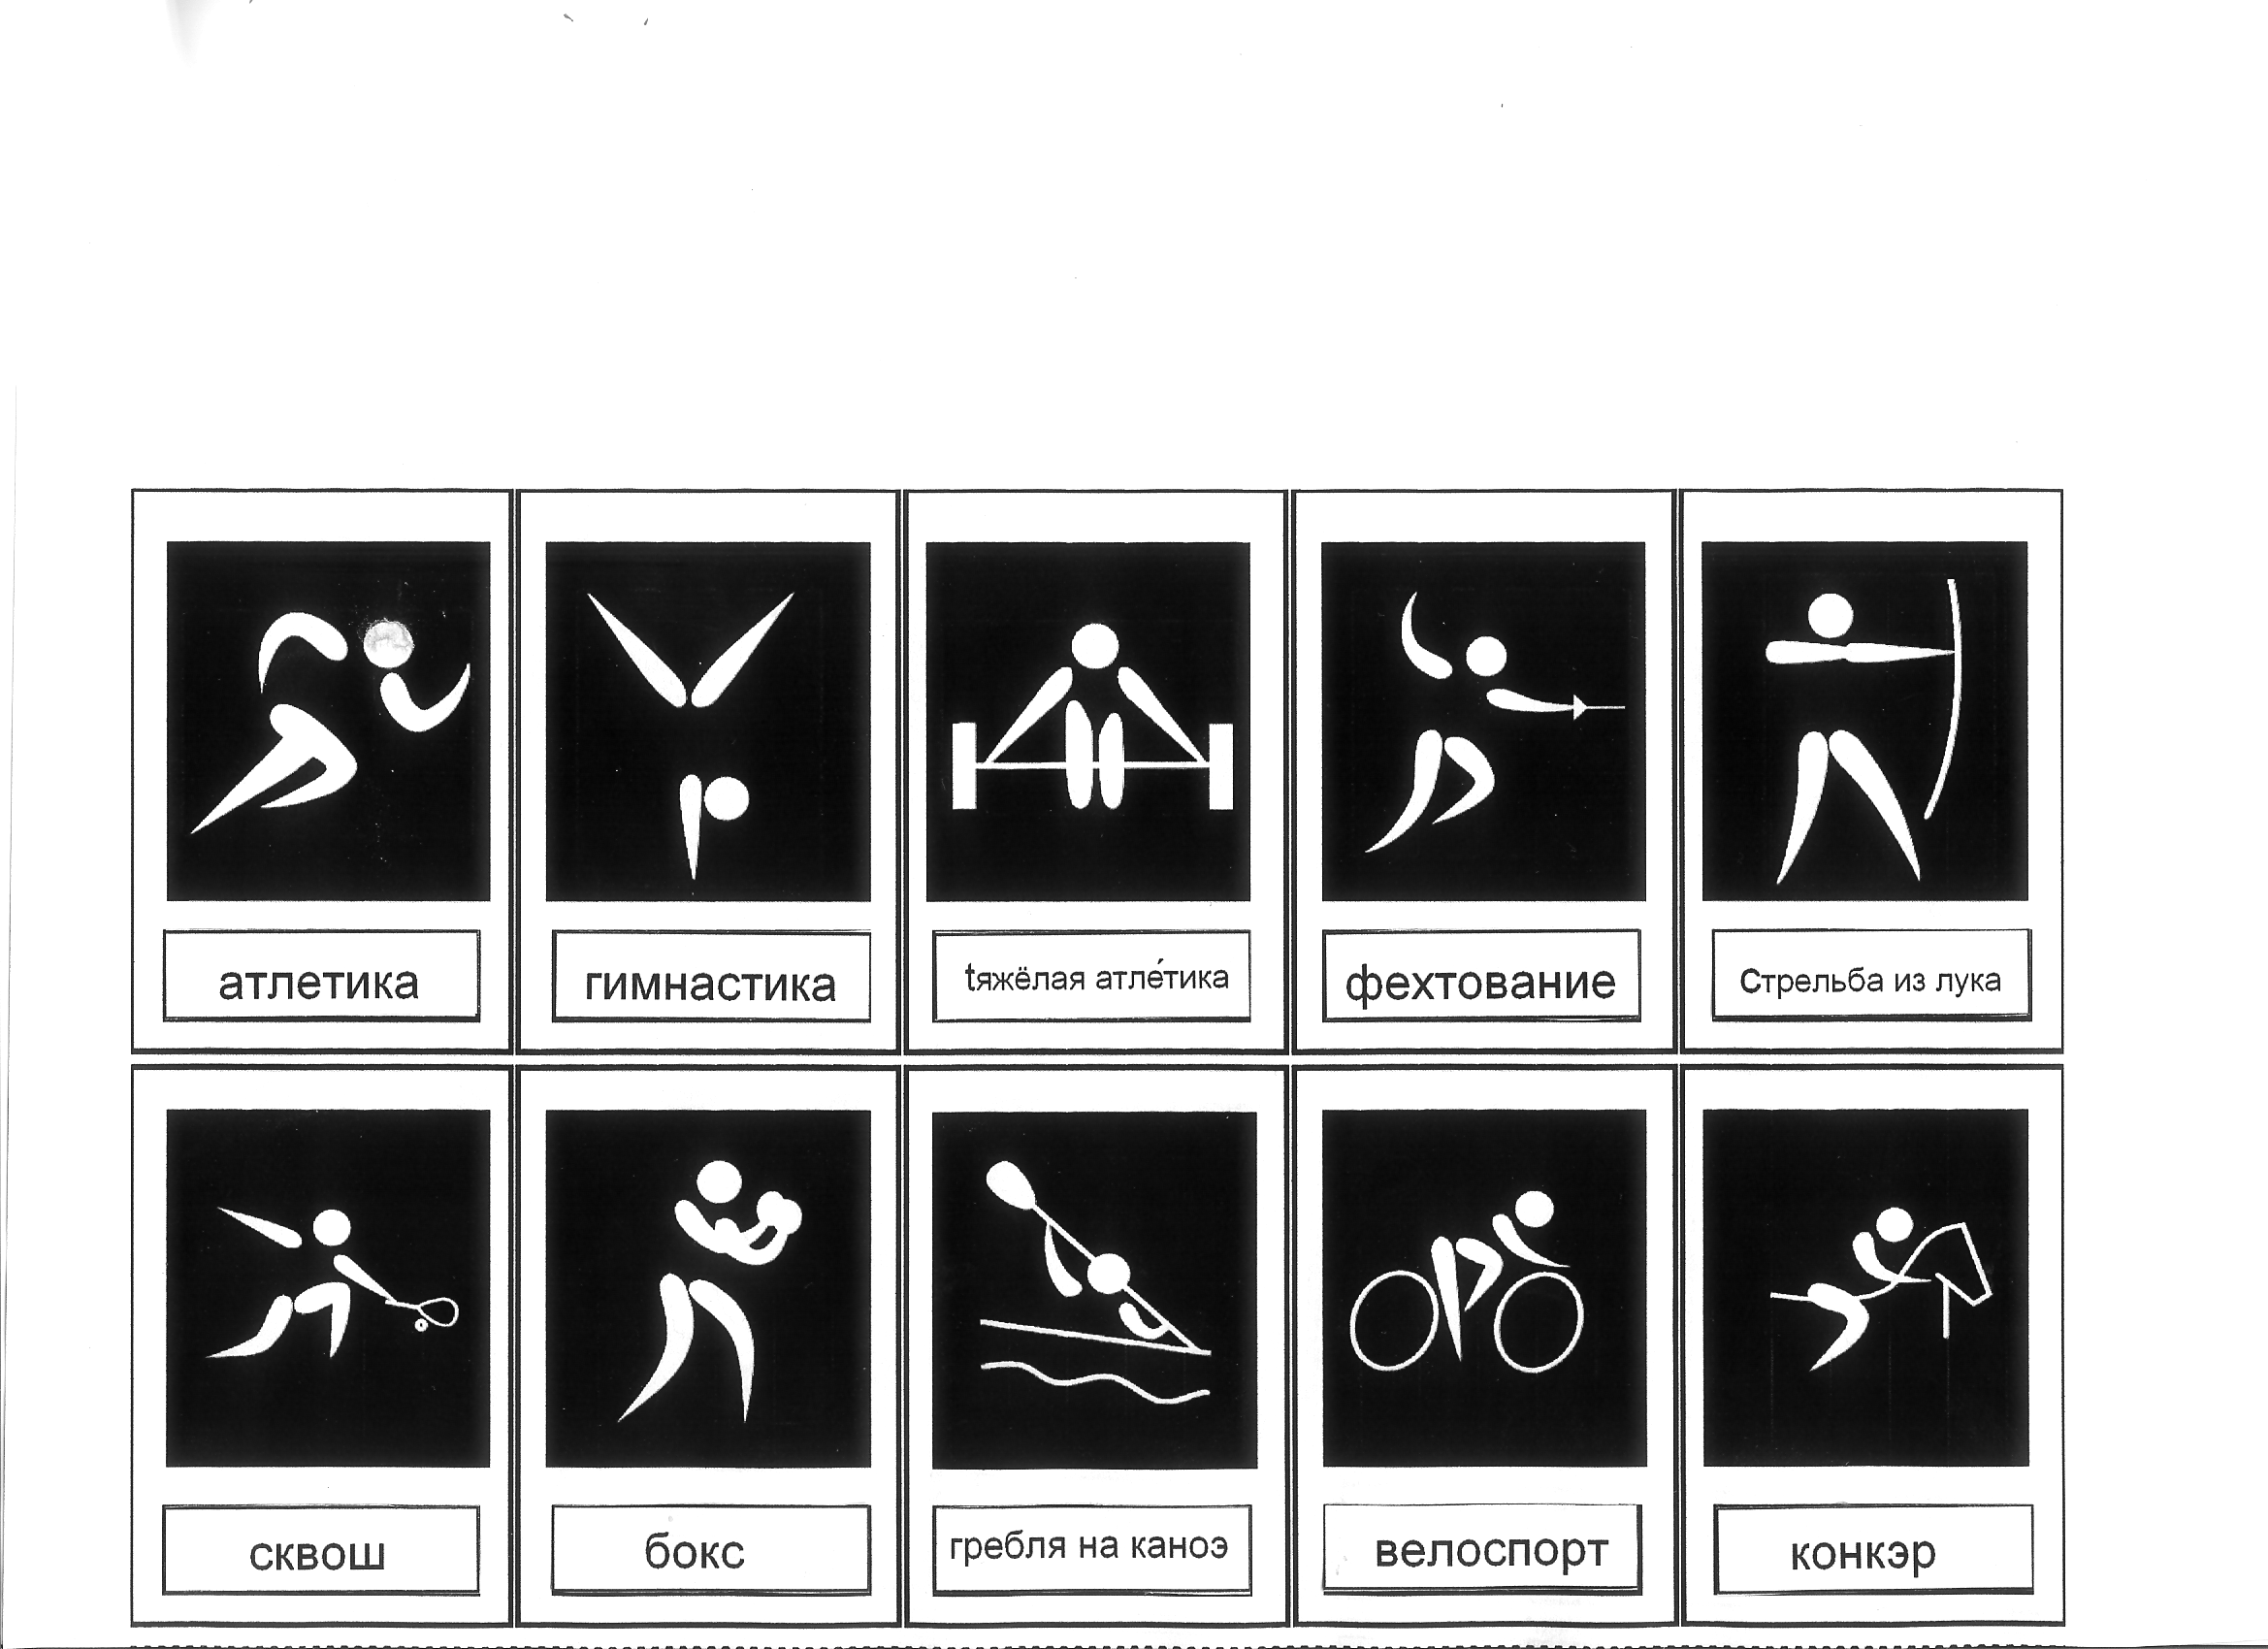 атлетика
гимнастика
tяжёлая атле́тика
фехтование
Стрельба из лука
сквош
бокс
гребля на каноэ
велоспорт
конкэр